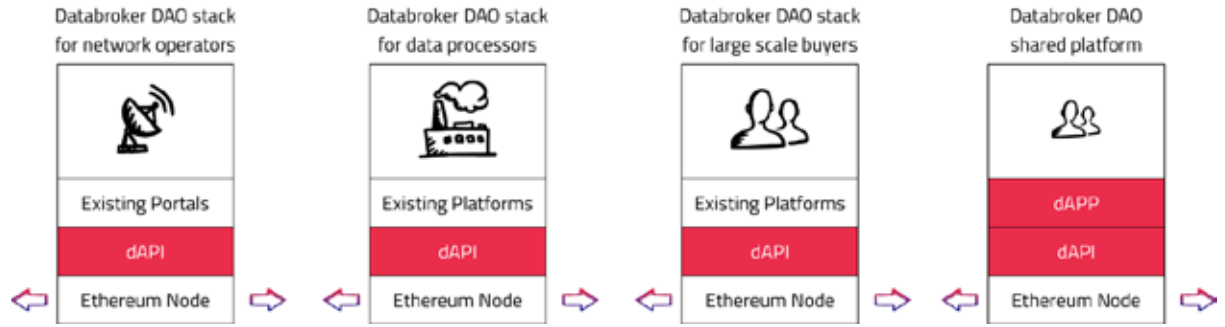 Databroker DAO stack
for network operators
Existing Portals
dAPI
Ethereum Node
Databroker DAO stack
for data processors
Existing Platforms
dAPI
Ethereum Node
Databroker DAO stack
for large scale buyers
Existing Platforms
dAPI
Ethereum Node
Databroker DAO
shared platform
dAPP
dAPI
Ethereum Node